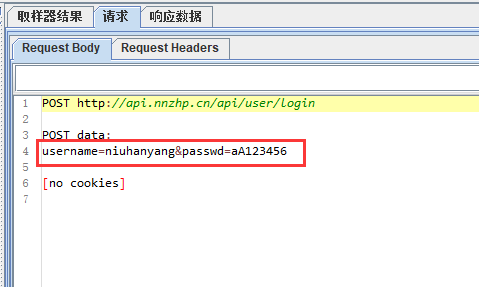 取样器结果 请求 响应数据
Request Body Request Headers
1 POST http://api.nnzhp.cn/api/user/login
2
3 POST data:
4 username=niuhanyang&passwd=aA123456
5
6 [no cookies]
7